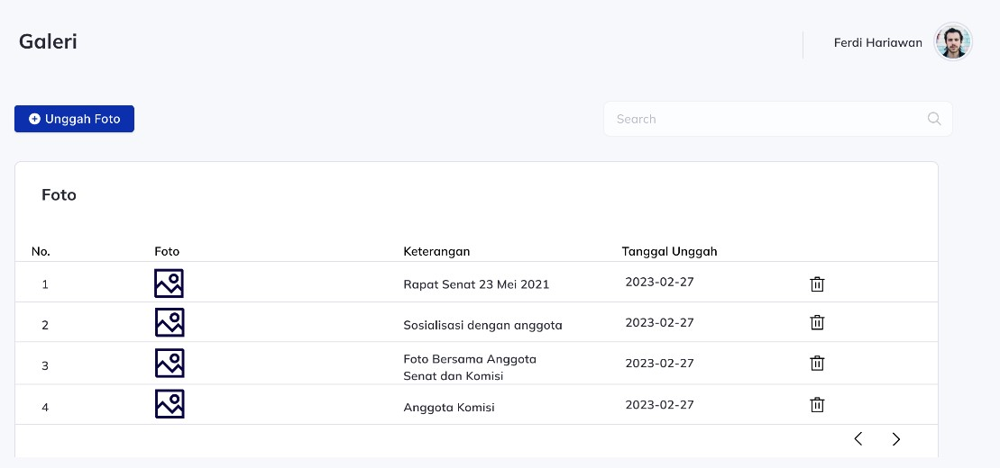 Galeri
Ferdi Hariawan
Unggah Foto
Search
Foto
No. Foto Keterangan Tanggal Unggah
1 Rapat Senat 23 Mei 2021 2023-02-27
2 Sosialisasi dengan anggota 2023-02-27
3 Foto Bersama Anggota 2023-02-27
Senat dan Komisi
4 Anggota Komisi 2023-02-27